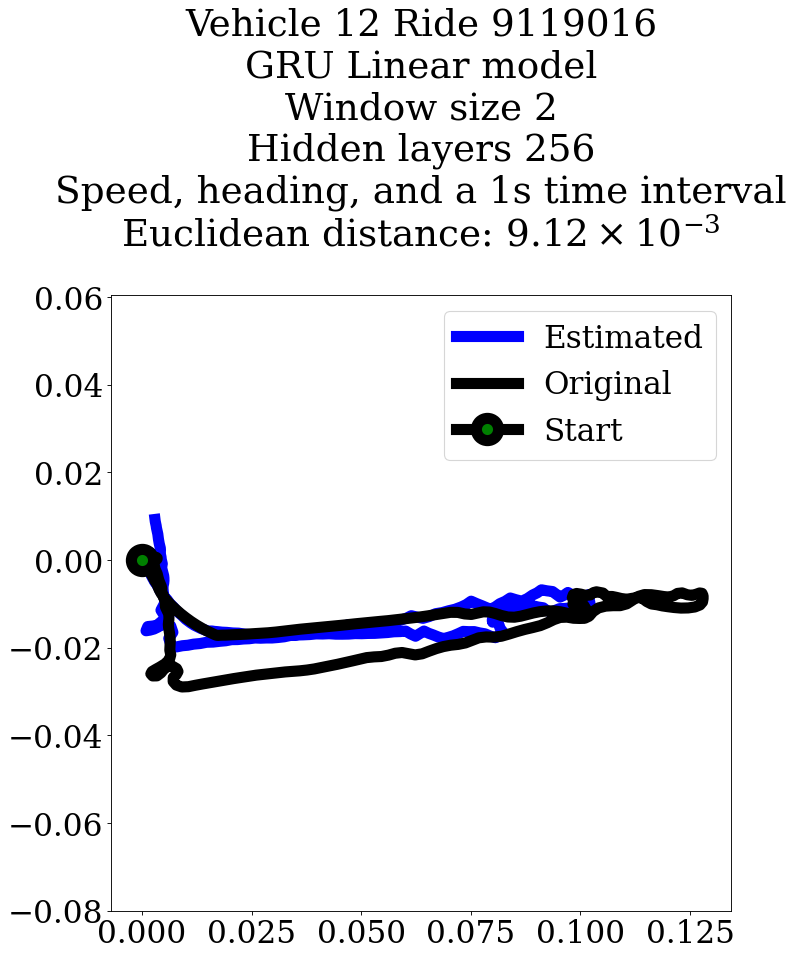 Vehicle 12 Ride 9119016
GRU Linear model
Window size 2
Hidden layers 256
Speed, heading, and a 1s time interval
Euclidean distance: 9.12 × 10⁻³
0.06
0.04
0.02
0.00
−0.02
−0.04
−0.06
−0.08
Estimated
Original
Start
0.000 0.025 0.050 0.075 0.100 0.125